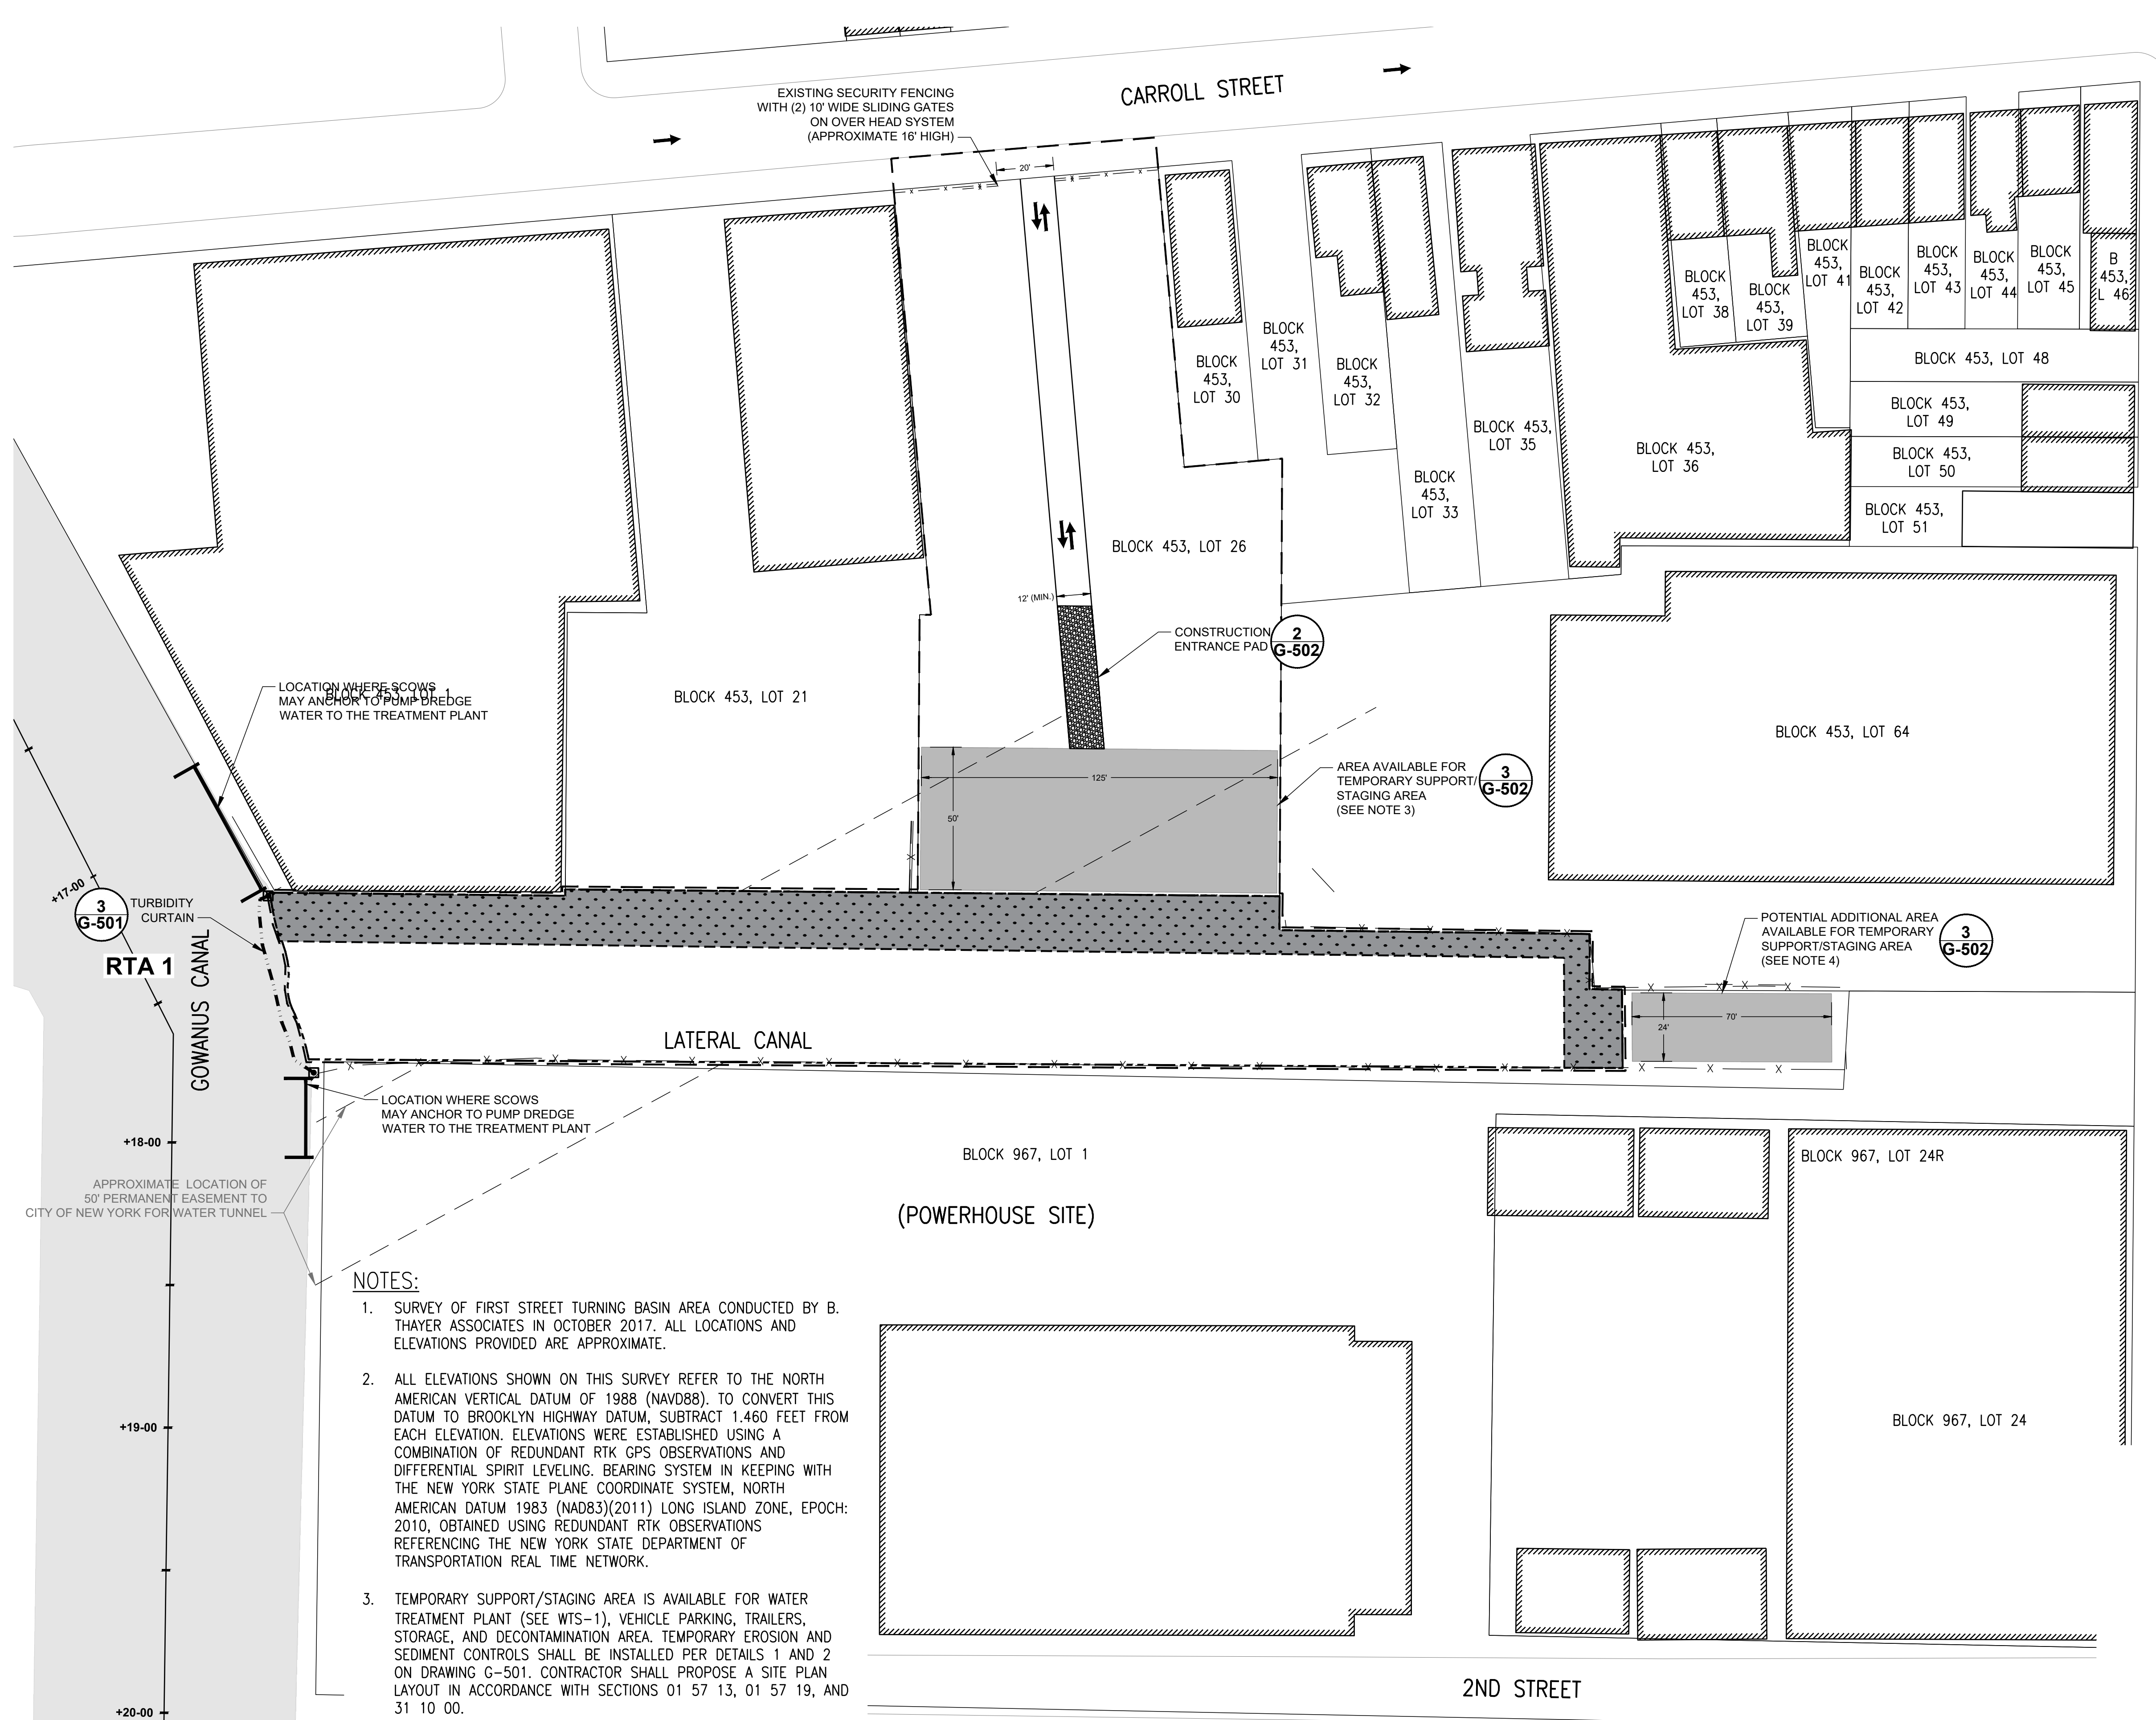 CARROLL STREET
EXISTING SECURITY FENCING
WITH (2) 10' WIDE SLIDING GATES
ON OVER HEAD SYSTEM
(APPROXIMATE 16' HIGH)
20'
BLOCK
453,
LOT 30
BLOCK
453,
LOT 31
BLOCK
453,
LOT 32
BLOCK
453,
LOT 33
BLOCK 453,
LOT 35
BLOCK 453,
LOT 36
BLOCK
453,
LOT 38
BLOCK
453,
LOT 39
BLOCK
453,
LOT 41
BLOCK
453,
LOT 42
BLOCK
453,
LOT 43
BLOCK
453,
LOT 44
BLOCK
453,
LOT 45
B
453,
L 46
BLOCK 453, LOT 48
BLOCK 453,
LOT 49
BLOCK 453,
LOT 50
BLOCK 453,
LOT 51
BLOCK 453, LOT 26
12' (MIN.)
CONSTRUCTION
ENTRANCE PAD
2
G-502
LOCATION WHERE SCOWS
MAY ANCHOR TO PUMP DREDGE
WATER TO THE TREATMENT PLANT
BLOCK 453, LOT 1
BLOCK 453, LOT 21
BLOCK 453, LOT 64
125'
50'
AREA AVAILABLE FOR
TEMPORARY SUPPORT/
STAGING AREA
(SEE NOTE 3)
3
G-502
+17-00
3
G-501
TURBIDITY
CURTAIN
RTA 1
GOWANUS CANAL
POTENTIAL ADDITIONAL AREA
AVAILABLE FOR TEMPORARY
SUPPORT/STAGING AREA
(SEE NOTE 4)
3
G-502
24'
70'
LATERAL CANAL
LOCATION WHERE SCOWS
MAY ANCHOR TO PUMP DREDGE
WATER TO THE TREATMENT PLANT
+18-00
APPROXIMATE LOCATION OF
50' PERMANENT EASEMENT TO
CITY OF NEW YORK FOR WATER TUNNEL
BLOCK 967, LOT 1
(POWERHOUSE SITE)
BLOCK 967, LOT 24R
BLOCK 967, LOT 24
+19-00
+20-00
NOTES:
1. SURVEY OF FIRST STREET TURNING BASIN AREA CONDUCTED BY B.
THAYER ASSOCIATES IN OCTOBER 2017. ALL LOCATIONS AND
ELEVATIONS PROVIDED ARE APPROXIMATE.
2. ALL ELEVATIONS SHOWN ON THIS SURVEY REFER TO THE NORTH
AMERICAN VERTICAL DATUM OF 1988 (NAVD88). TO CONVERT THIS
DATUM TO BROOKLYN HIGHWAY DATUM, SUBTRACT 1.460 FEET FROM
EACH ELEVATION. ELEVATIONS WERE ESTABLISHED USING A
COMBINATION OF REDUNDANT RTK GPS OBSERVATIONS AND
DIFFERENTIAL SPIRIT LEVELING. BEARING SYSTEM IN KEEPING WITH
THE NEW YORK STATE PLANE COORDINATE SYSTEM, NORTH
AMERICAN DATUM 1983 (NAD83)(2011) LONG ISLAND ZONE, EPOCH:
2010, OBTAINED USING REDUNDANT RTK OBSERVATIONS
REFERENCING THE NEW YORK STATE DEPARTMENT OF
TRANSPORTATION REAL TIME NETWORK.
3. TEMPORARY SUPPORT/STAGING AREA IS AVAILABLE FOR WATER
TREATMENT PLANT (SEE WTS-1), VEHICLE PARKING, TRAILERS,
STORAGE, AND DECONTAMINATION AREA. TEMPORARY EROSION AND
SEDIMENT CONTROLS SHALL BE INSTALLED PER DETAILS 1 AND 2
ON DRAWING G-501. CONTRACTOR SHALL PROPOSE A SITE PLAN
LAYOUT IN ACCORDANCE WITH SECTIONS 01 57 13, 01 57 19, AND
31 10 00.
2ND STREET